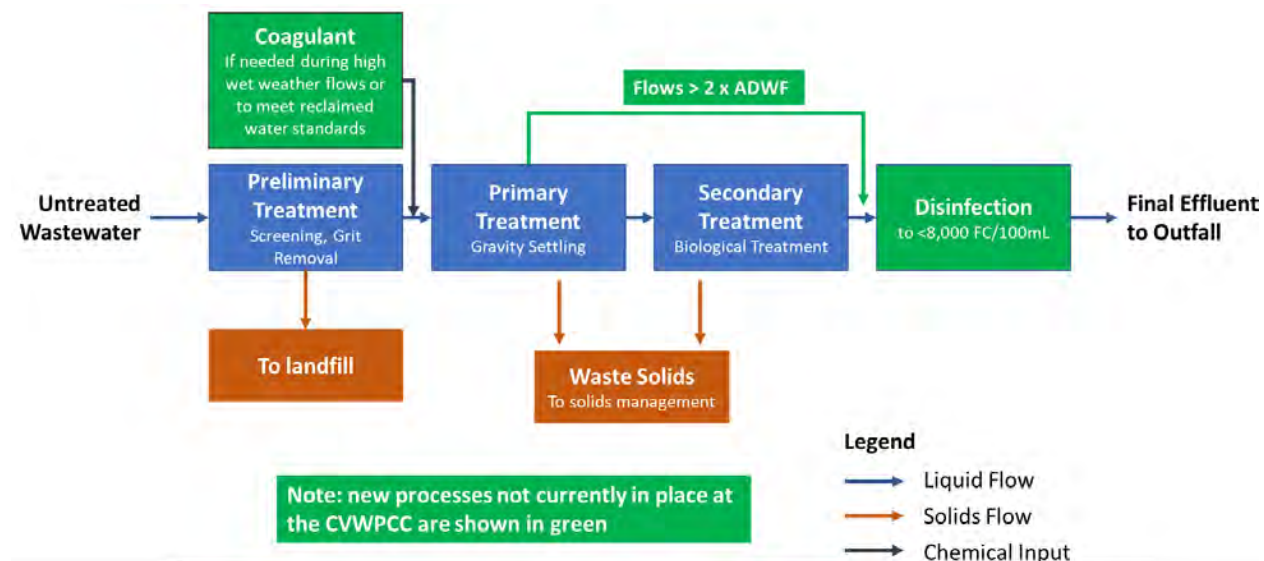 Coagulant
If needed during high
wet weather flows or
to meet reclaimed
water standards
Flows > 2 x ADWF
Untreated
Wastewater
Preliminary
Treatment
Screening, Grit
Removal
Primary
Treatment
Gravity Settling
Secondary
Treatment
Biological Treatment
Disinfection
to <8,000 FC/100mL
Final Effluent
to Outfall
To landfill
Waste Solids
To solids management
Note: new processes not currently in place at
the CVWPCC are shown in green
Legend
Liquid Flow
Solids Flow
Chemical Input